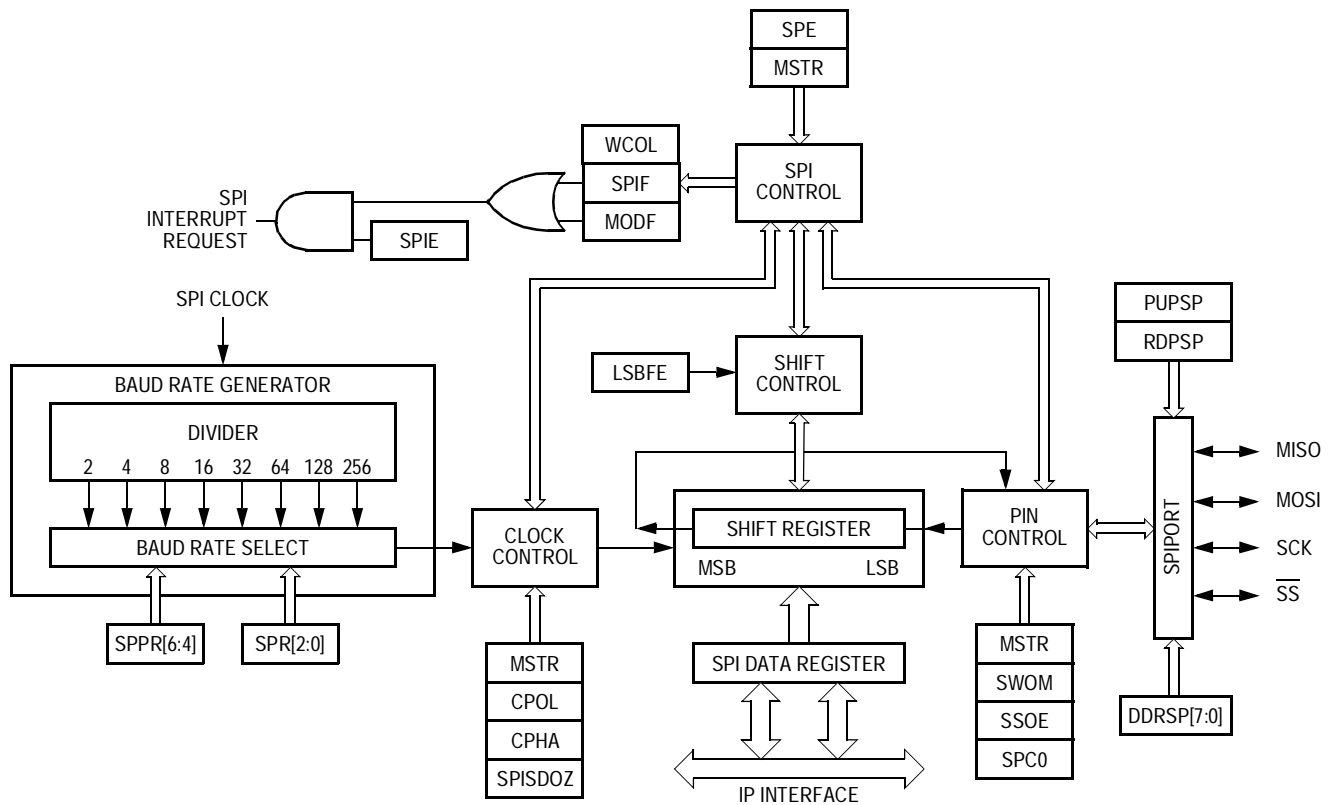 SPE
MSTR
WCOL
SPIF
MODF
SPI
CONTROL
SPI
INTERRUPT
REQUEST
SPIE
SPI CLOCK
PUPSP
RDPSP
LSBFE
SHIFT
CONTROL
BAUD RATE GENERATOR
DIVIDER
2 4 8 16 32 64 128 256
BAUD RATE SELECT
CLOCK
CONTROL
SHIFT REGISTER
MSB LSB
PIN
CONTROL
SPIPORT
MISO
MOSI
SCK
SS
SPPR[6:4]
SPR[2:0]
MSTR
CPOL
CPHA
SPISDOZ
SPI DATA REGISTER
IP INTERFACE
MSTR
SWOM
SSOE
SPC0
DDRSP[7:0]